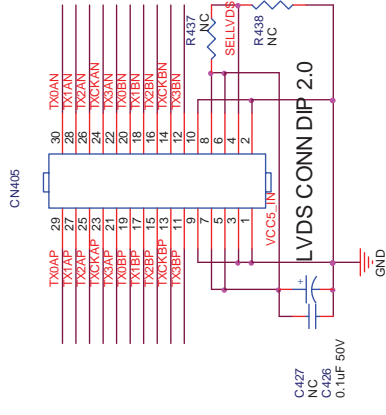 CN405
TX0AP 29 30 TX0AN
TX1AP 27 28 TX1AN
TX2AP 25 26 TX2AN
TXCKAP 23 24 TXCKAN
TX3AP 21 22 TX3AN
TX0BP 19 20 TX0BN
TX1BP 17 18 TX1BN
TX2BP 15 16 TX2BN
TXCKBP 13 14 TXCKBN
TX3BP 11 12 TX3BN
9 10
7 8
5 6
3 4
1 2
VCC5_IN
R437
NC
SELLVDS
R438
NC
LVDS CONN DIP 2.0
+
GND
C427
NC
C426
0.1uF 50V